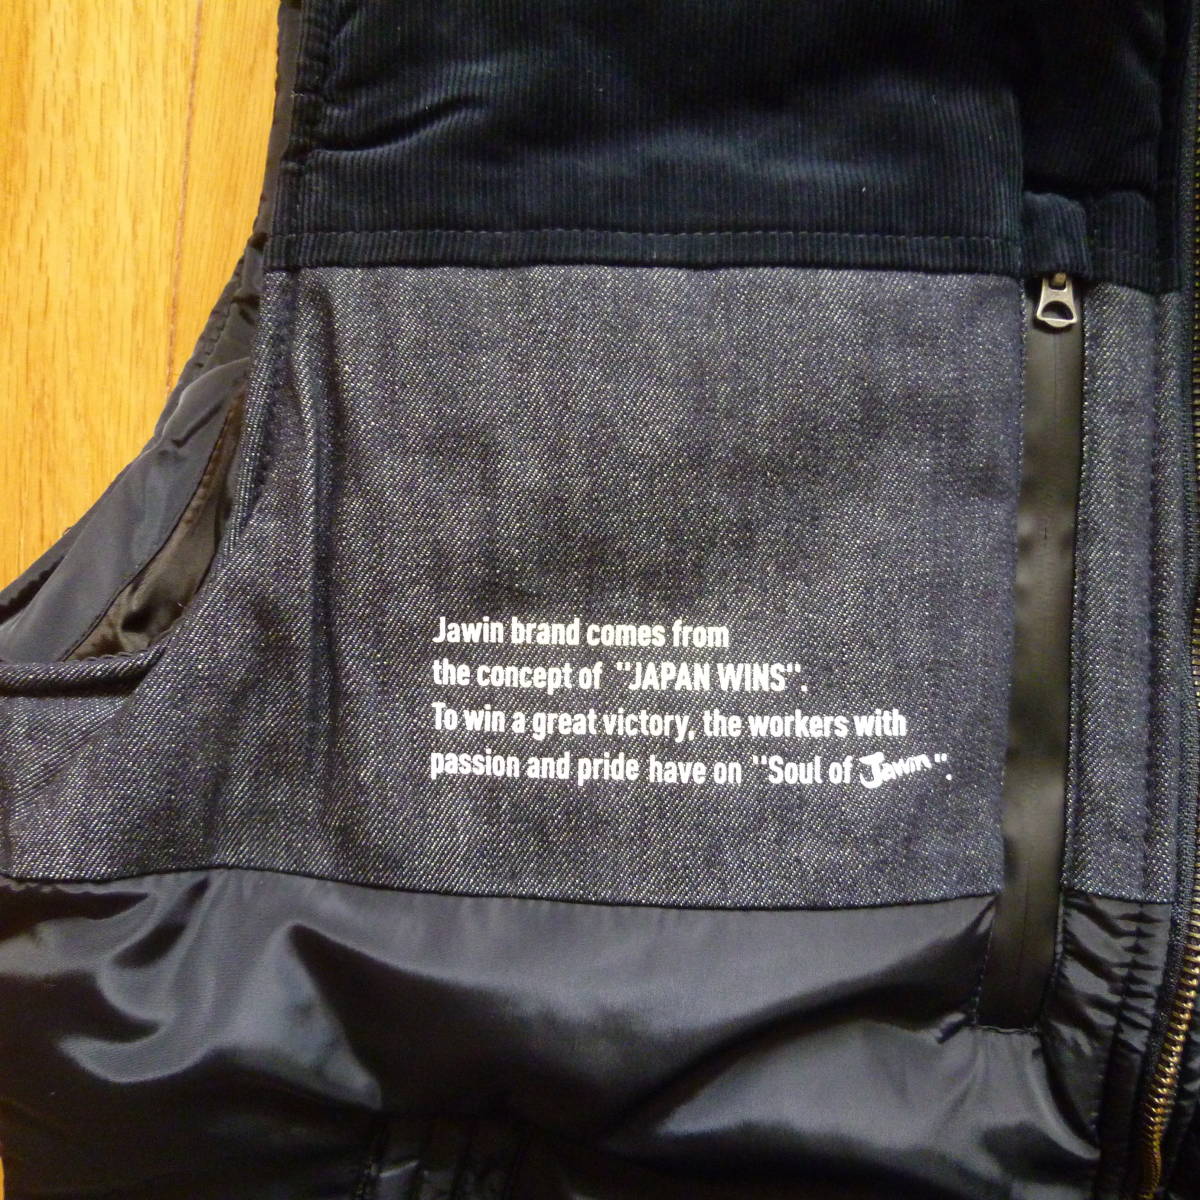 Jawin brand comes from
the concept of "JAPAN WINS".
To win a great victory, the workers with
passion and pride have on "Soul of Jawin".